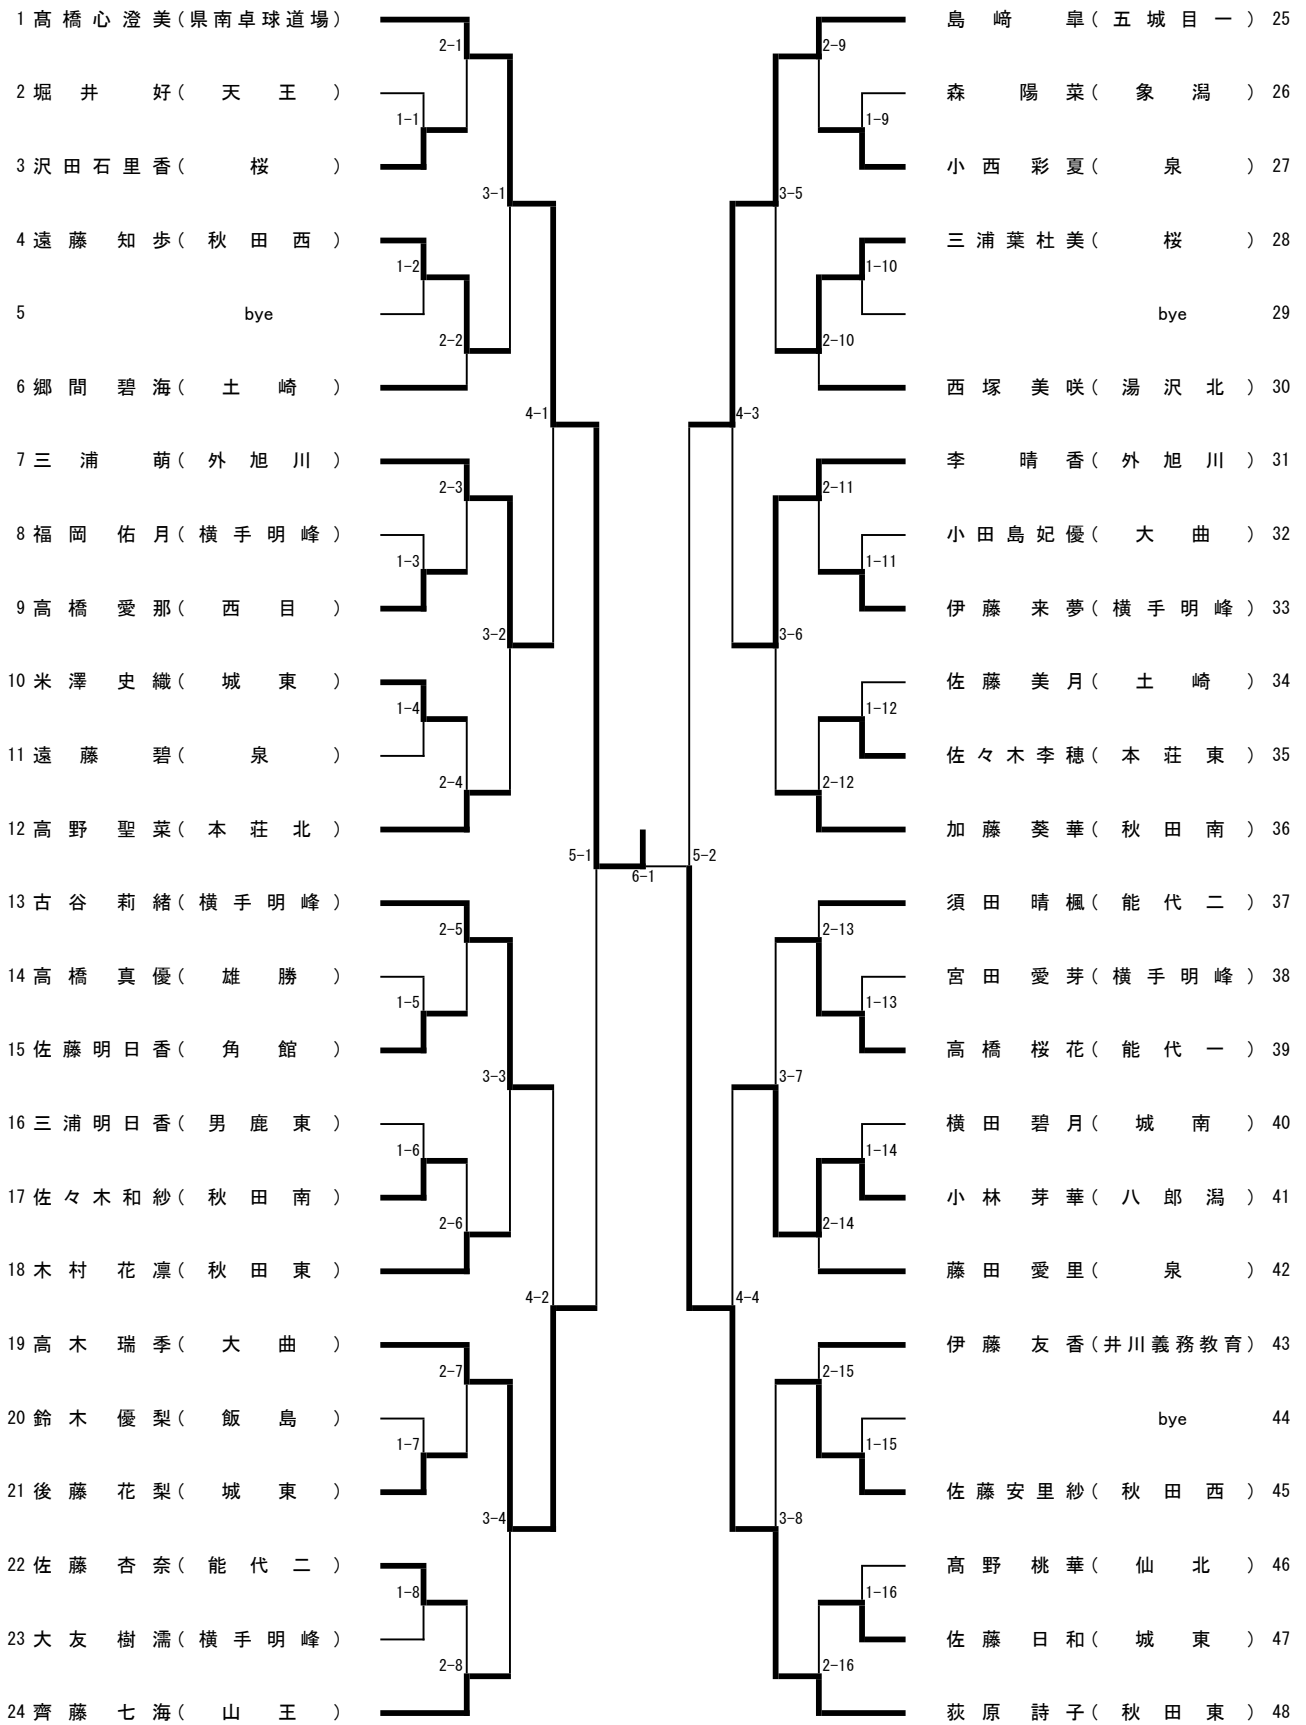 1 髙橋心澄美(県南卓球道場)
2 堀井好(天王)
3 沢田石里香(桜)
4 遠藤知歩(秋田西)
5 bye
6 郷間碧海(土崎)
7 三浦萌(外旭川)
8 福岡佑月(横手明峰)
9 高橋愛那(西目)
10 米澤史織(城東)
11 遠藤碧(泉)
12 高野聖菜(本荘北)
13 古谷莉緒(横手明峰)
14 高橋真優(雄勝)
15 佐藤明日香(角館)
16 三浦明日香(男鹿東)
17 佐々木和紗(秋田南)
18 木村花凛(秋田東)
19 高木瑞季(大曲)
20 鈴木優梨(飯島)
21 後藤花梨(城東)
22 佐藤杏奈(能代二)
23 大友樹濡(横手明峰)
24 齊藤七海(山王)
1-1
1-2
1-3
1-4
1-5
1-6
1-7
1-8
2-1
2-2
2-3
2-4
2-5
2-6
2-7
2-8
3-1
3-2
3-3
3-4
4-1
4-2
5-1
6-1
5-2
4-3
4-4
3-5
3-6
3-7
3-8
2-9
2-10
2-11
2-12
2-13
2-14
2-15
2-16
1-9
1-10
1-11
1-12
1-13
1-14
1-15
1-16
島﨑皐(五城目一) 25
森陽菜(象潟) 26
小西彩夏(泉) 27
三浦葉杜美(桜) 28
bye 29
西塚美咲(湯沢北) 30
李晴香(外旭川) 31
小田島妃優(大曲) 32
伊藤来夢(横手明峰) 33
佐藤美月(土崎) 34
佐々木李穂(本荘東) 35
加藤葵華(秋田南) 36
須田晴楓(能代二) 37
宮田愛芽(横手明峰) 38
高橋桜花(能代一) 39
横田碧月(城南) 40
小林芽華(八郎潟) 41
藤田愛里(泉) 42
伊藤友香(井川義務教育) 43
bye 44
佐藤安里紗(秋田西) 45
髙野桃華(仙北) 46
佐藤日和(城東) 47
荻原詩子(秋田東) 48